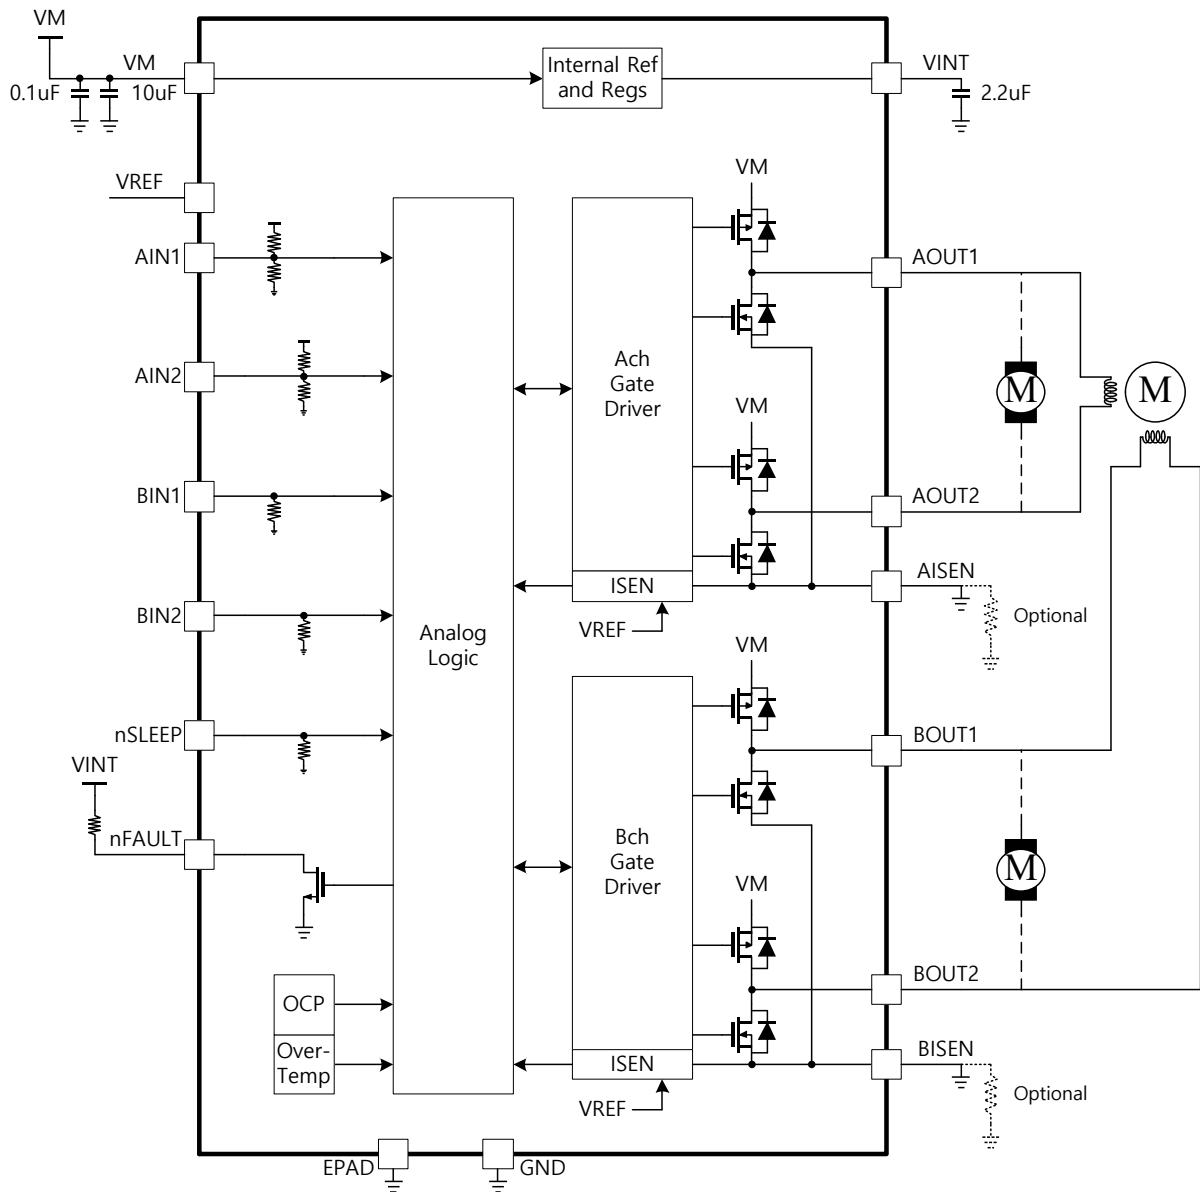 VM
VM
0.1uF
10uF
Internal Ref
and Regs
VINT
2.2uF
VREF
VM
AIN1
AOUT1
AIN2
Ach
Gate
Driver
VM
M
M
BIN1
AOUT2
ISEN
AISEN
BIN2
VREF
Optional
Analog
Logic
VM
nSLEEP
BOUT1
VINT
nFAULT
Bch
Gate
Driver
VM
M
BOUT2
OCP
Over-
Temp
ISEN
BISEN
VREF
Optional
EPAD
GND